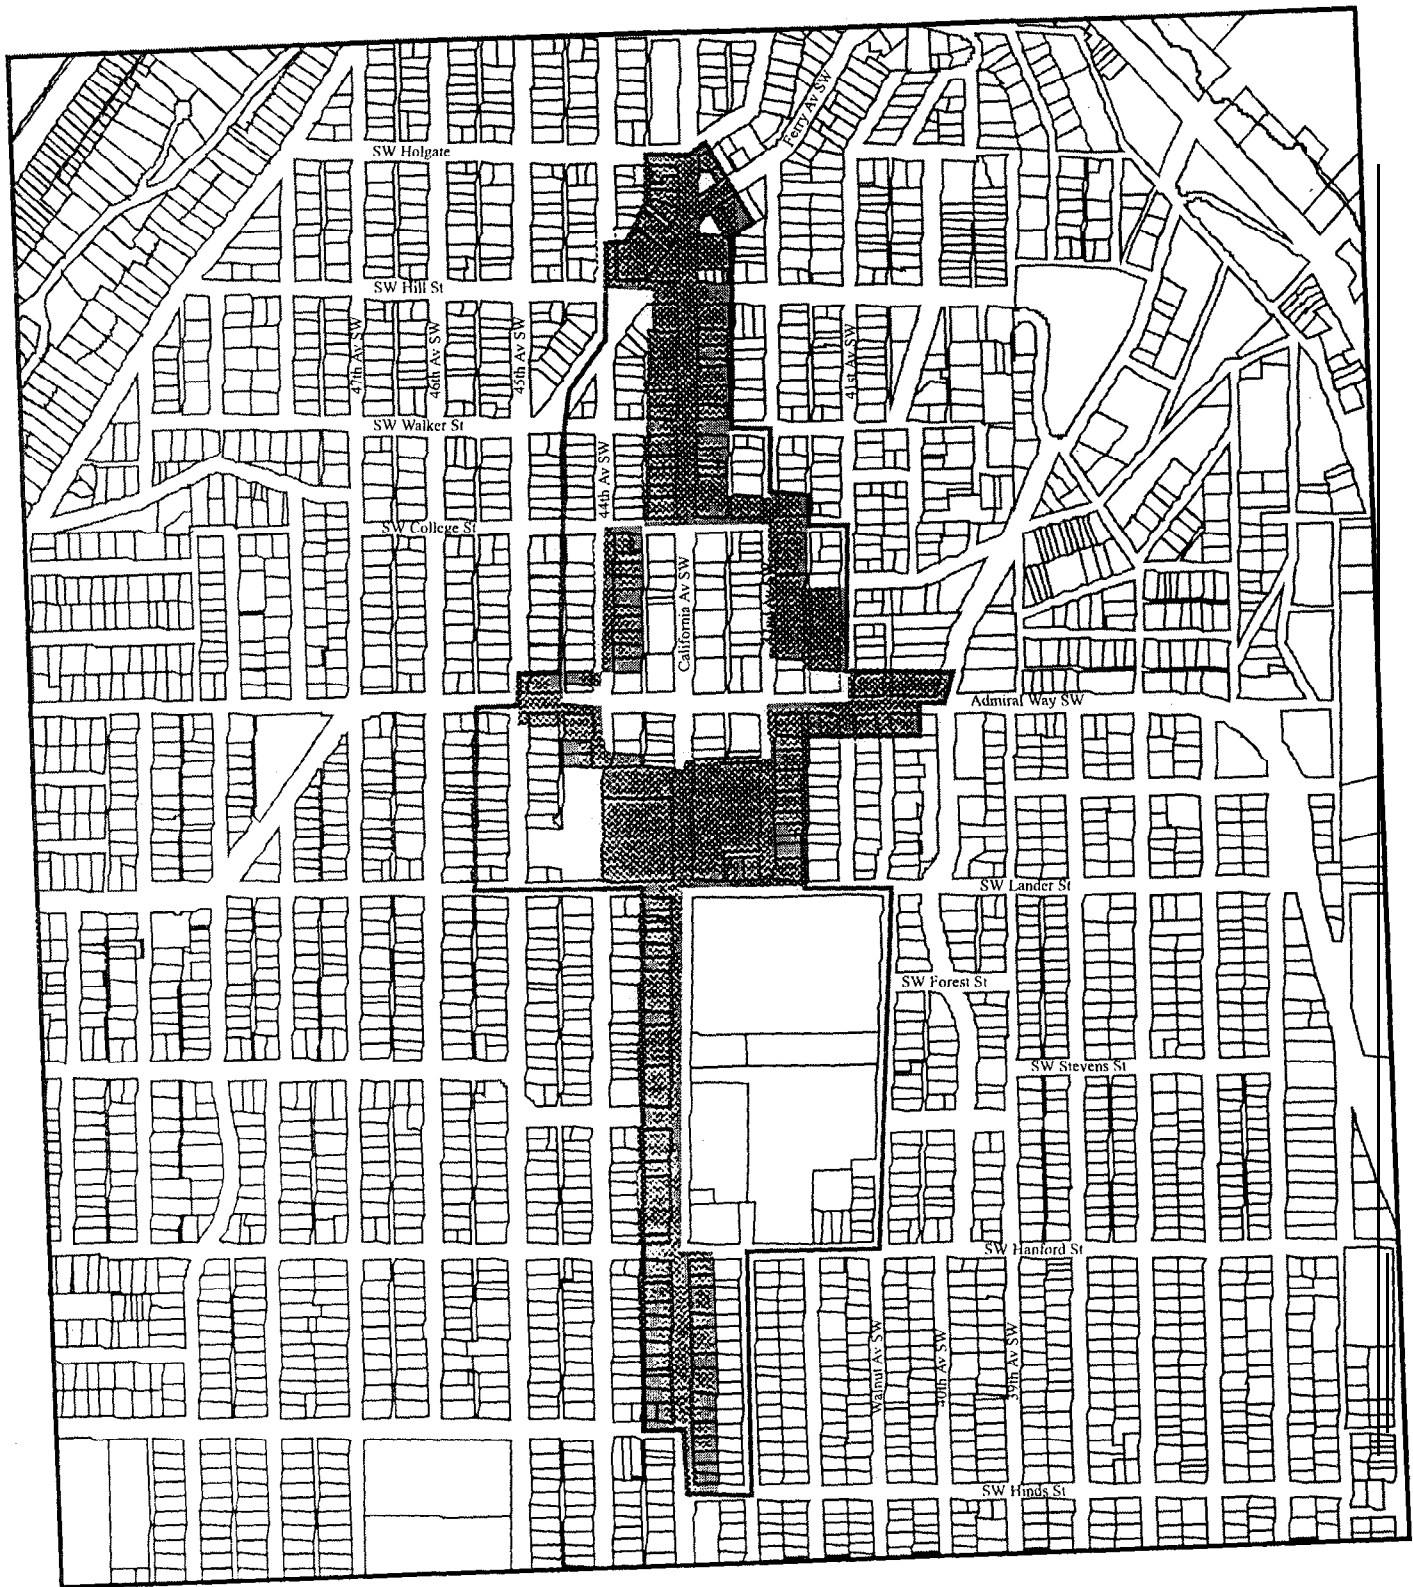 Ferry Av SW
SW Holgate
SW Hill St
47th Av SW
46th Av SW
45th Av SW
41st Av SW
SW Walker St
44th Av SW
SW College St
California Av SW
Admiral Way SW
SW Lander St
SW Forest St
SW Stevens St
SW Hanford St
Walnut Av SW
40th Av SW
39th Av SW
SW Hinds St